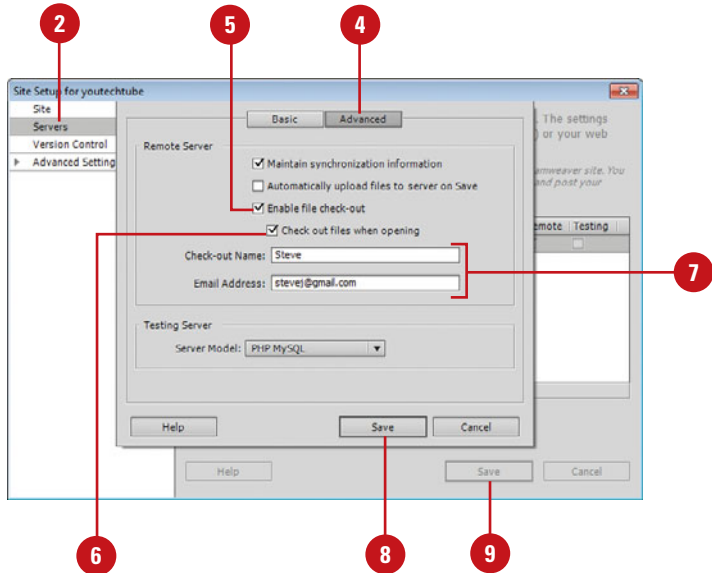 2
5
4
Site Setup for youtechtube
Site
Servers
Version Control
Advanced Setting
Basic
Advanced
. The settings
) or your web
amweaver site. You
and post your
Remote Server
Maintain synchronization information
Automatically upload files to server on Save
Enable file check-out
Check out files when opening
emote Testing
Check-out Name: Steve
Email Address: stevej@gmail.com
7
Testing Server
Server Model: PHP MySQL
Help
Save
Cancel
Help
Save
Cancel
6
8
9